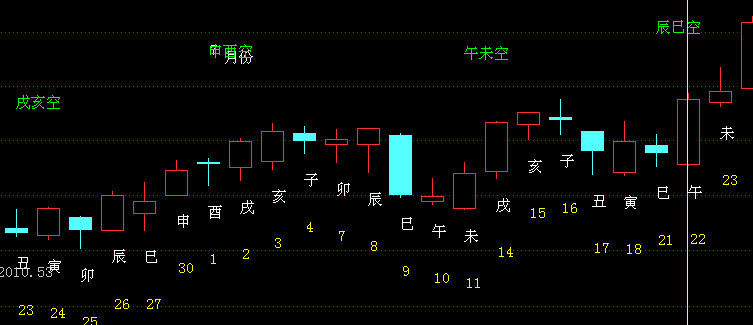 辰巳空
申酉空
7月份
午未空
戌亥空
丑 寅 卯 辰 巳 申 酉 戌 亥 子 卯 辰 巳 午 未 戌 亥 子 丑 寅 巳 午 未
2010.53
23 24 25 26 27 30 1 2 3 4 7 8 9 10 11 14 15 16 17 18 21 22 23